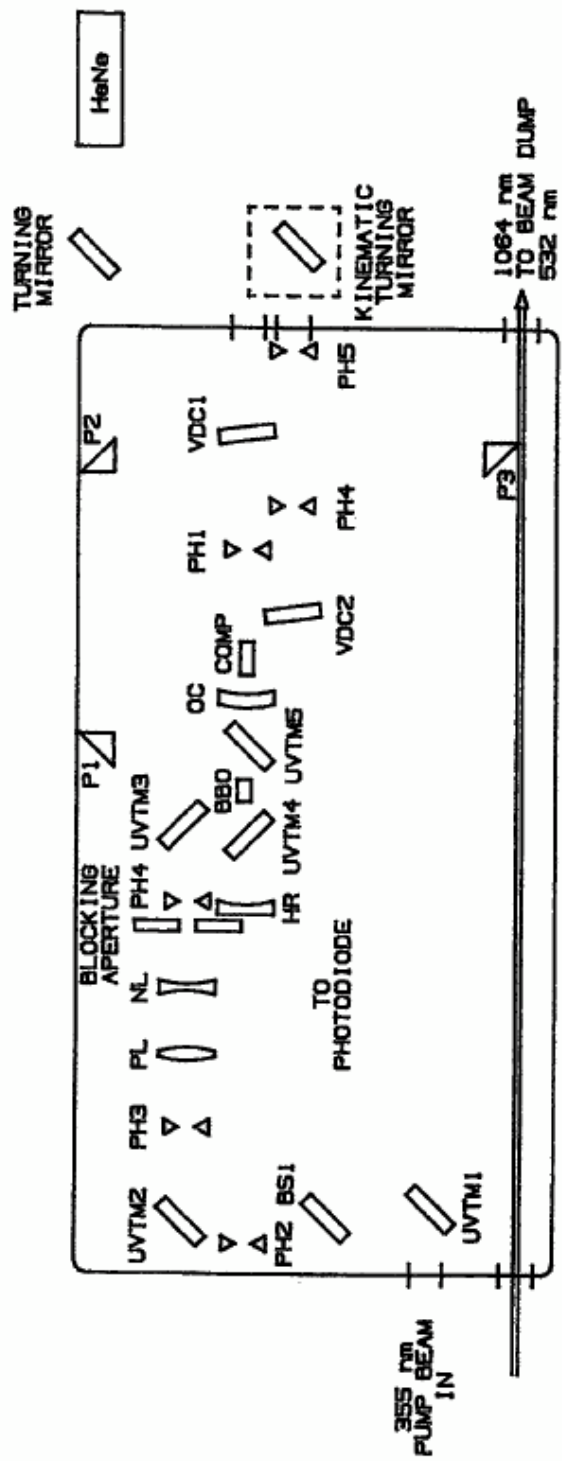 HeNe
TURNING
MIRROR
KINEMATIC
TURNING
MIRROR
1064 nm
TO BEAM DUMP
532 nm
P2
VDC1
PH5
P3
PH1
PH4
VDC2
COMP
OC
P1
UVTM3
BBO
UVTM5
UVTM4
BLOCKING
APERTURE
PH4
HR
NL
TO
PHOTODIODE
PL
PH3
UVTM2
PH2
BS1
UVTM1
355 nm
PUMP BEAM
IN